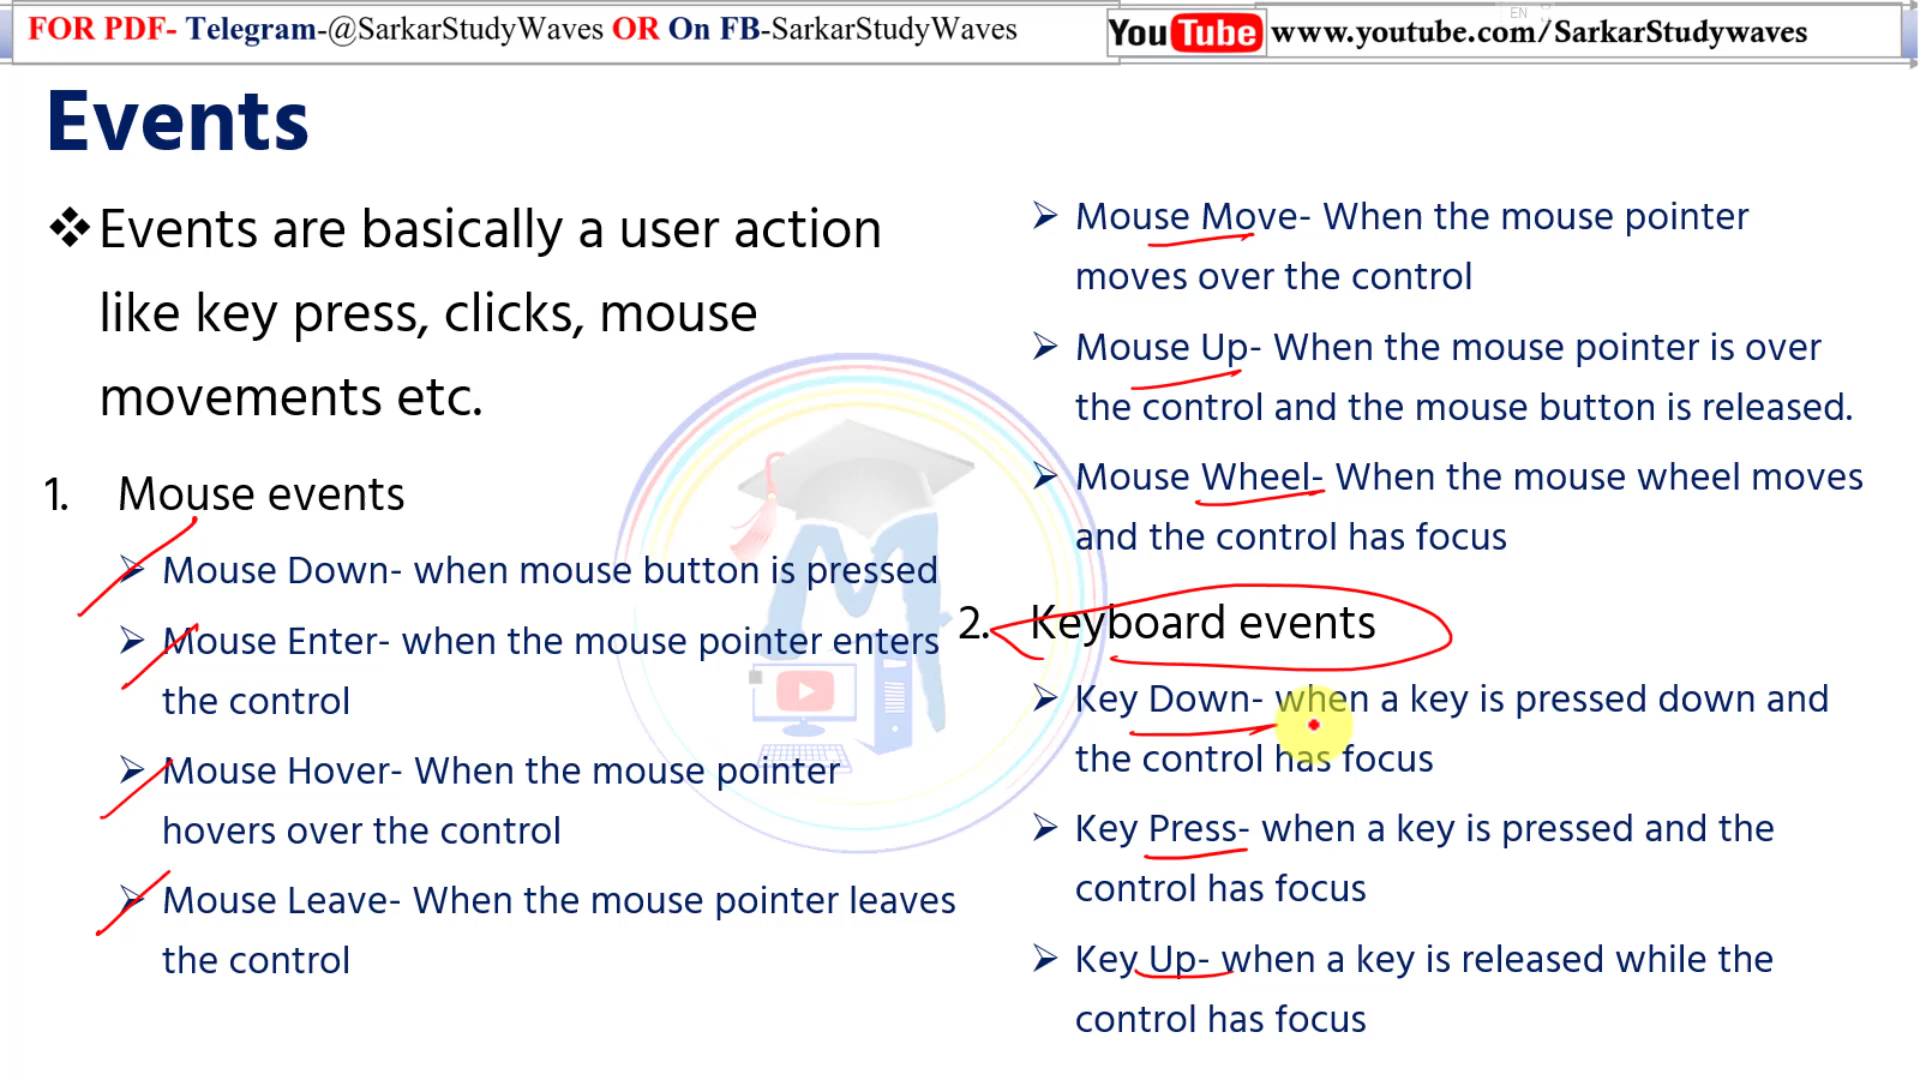 FOR PDF- Telegram-@SarkarStudyWaves OR On FB-SarkarStudyWaves
YouTube www.youtube.com/SarkarStudywaves
EN
Events
❖Events are basically a user action
like key press, clicks, mouse
movements etc.
1. Mouse events
➢ Mouse Down- when mouse button is pressed
➢ Mouse Enter- when the mouse pointer enters
the control
➢ Mouse Hover- When the mouse pointer
hovers over the control
➢ Mouse Leave- When the mouse pointer leaves
the control
➢ Mouse Move- When the mouse pointer
moves over the control
➢ Mouse Up- When the mouse pointer is over
the control and the mouse button is released.
➢ Mouse Wheel- When the mouse wheel moves
and the control has focus
2. Keyboard events
➢ Key Down- when a key is pressed down and
the control has focus
➢ Key Press- when a key is pressed and the
control has focus
➢ Key Up- when a key is released while the
control has focus